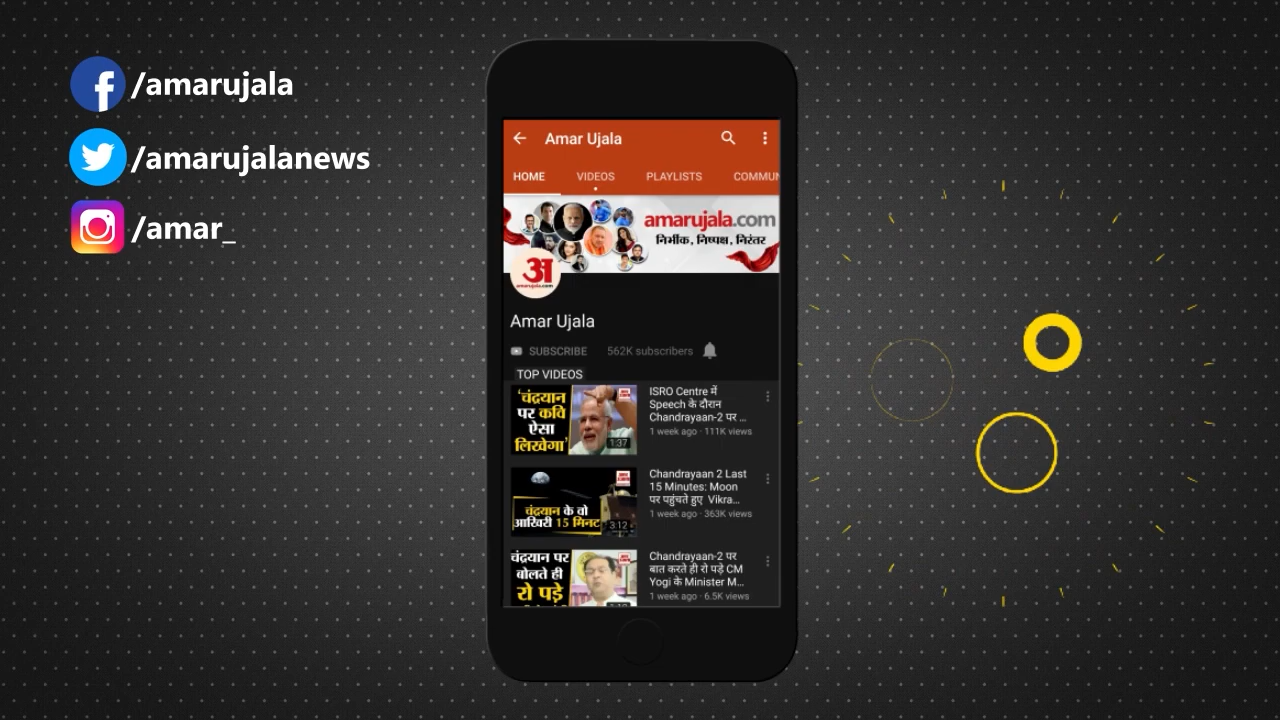 /amarujala
/amarujalanews
/amar_
Amar Ujala
HOME
VIDEOS
PLAYLISTS
COMMUN
amarujala.com
निर्भीक, निष्पक्ष, निरंतर
अ
amarujala.com
Amar Ujala
SUBSCRIBE
562K subscribers
TOP VIDEOS
'चंद्रयान
पर कवि
ऐसा
लिखेगा'
1:37
ISRO Centre में
Speech के दौरान
Chandrayaan-2 पर ...
1 week ago · 111K views
चंद्रयान के वो
आखिरी 15 मिनट
3:12
Chandrayaan 2 Last
15 Minutes: Moon
पर पहुंचते हुए Vikra...
1 week ago · 363K views
चंद्रयान पर
बोलते ही
रो पड़े
Chandrayaan-2 पर
बात करते ही रो पड़े CM
Yogi के Minister M...
1 week ago · 6.5K views